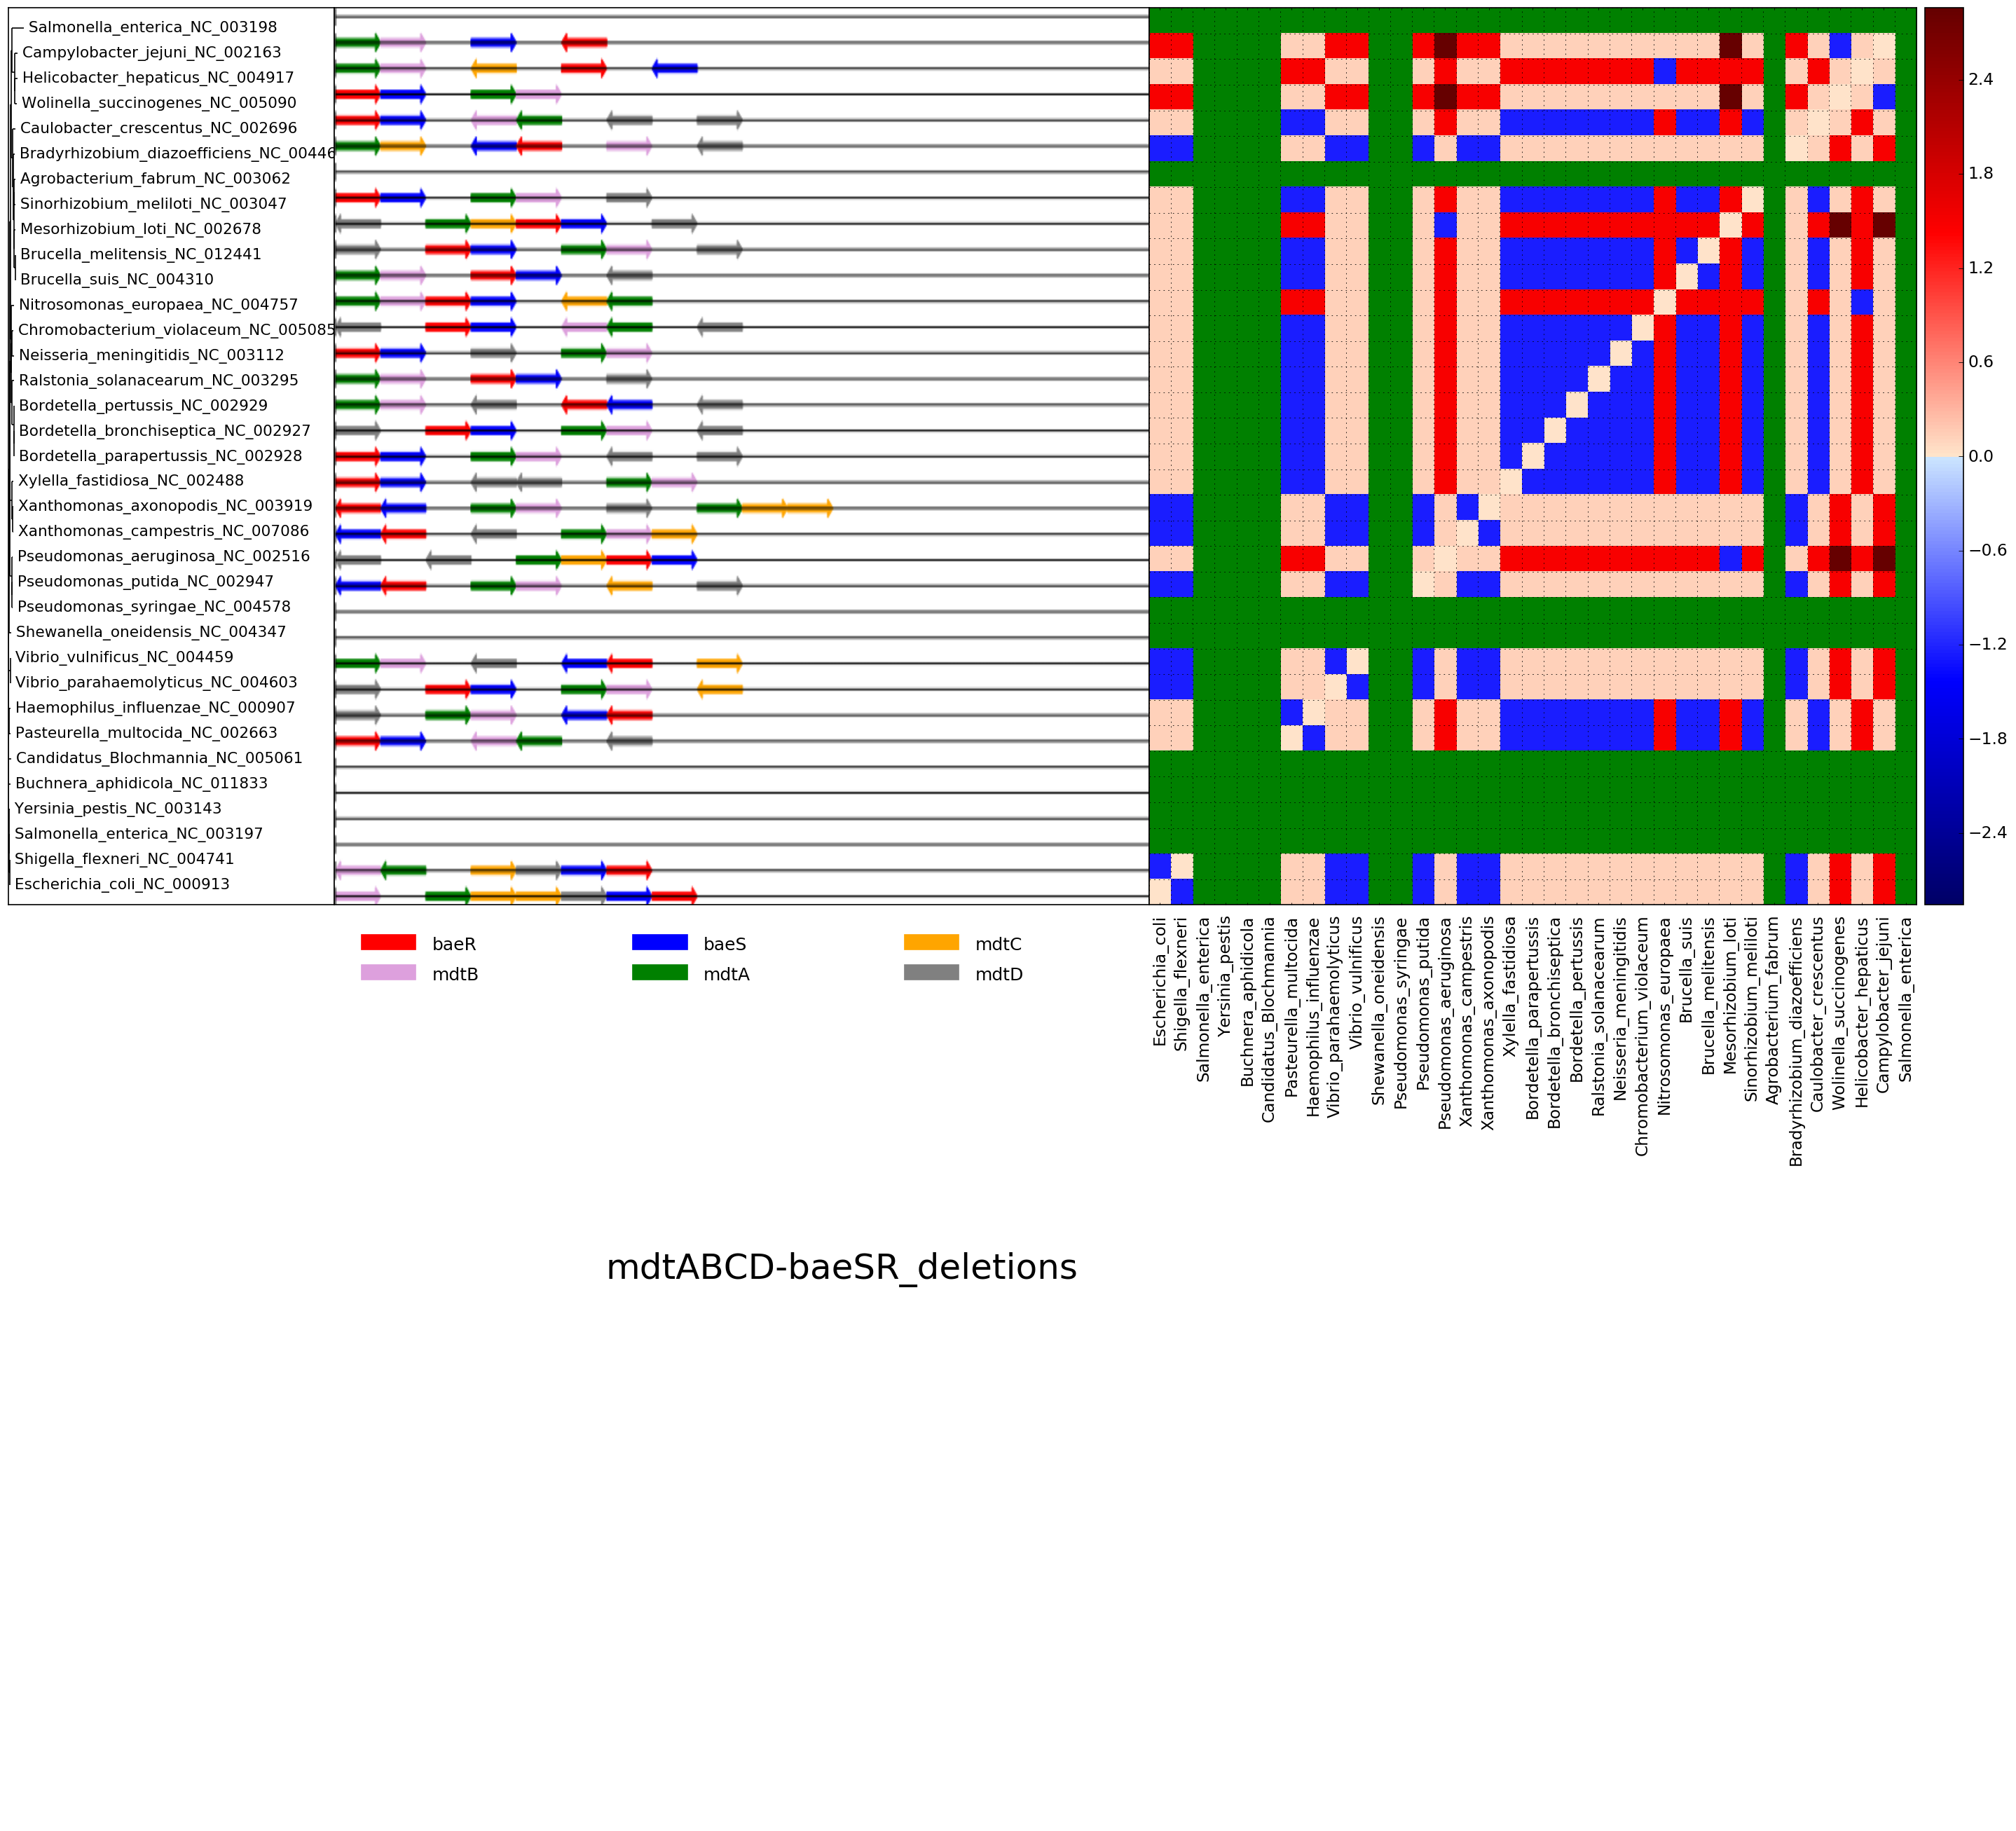 Salmonella_enterica_NC_003198
Campylobacter_jejuni_NC_002163
Helicobacter_hepaticus_NC_004917
Wolinella_succinogenes_NC_005090
Caulobacter_crescentus_NC_002696
Bradyrhizobium_diazoefficiens_NC_00446
Agrobacterium_fabrum_NC_003062
Sinorhizobium_meliloti_NC_003047
Mesorhizobium_loti_NC_002678
Brucella_melitensis_NC_012441
Brucella_suis_NC_004310
Nitrosomonas_europaea_NC_004757
Chromobacterium_violaceum_NC_005085
Neisseria_meningitidis_NC_003112
Ralstonia_solanacearum_NC_003295
Bordetella_pertussis_NC_002929
Bordetella_bronchiseptica_NC_002927
Bordetella_parapertussis_NC_002928
Xylella_fastidiosa_NC_002488
Xanthomonas_axonopodis_NC_003919
Xanthomonas_campestris_NC_007086
Pseudomonas_aeruginosa_NC_002516
Pseudomonas_putida_NC_002947
Pseudomonas_syringae_NC_004578
Shewanella_oneidensis_NC_004347
Vibrio_vulnificus_NC_004459
Vibrio_parahaemolyticus_NC_004603
Haemophilus_influenzae_NC_000907
Pasteurella_multocida_NC_002663
Candidatus_Blochmannia_NC_005061
Buchnera_aphidicola_NC_011833
Yersinia_pestis_NC_003143
Salmonella_enterica_NC_003197
Shigella_flexneri_NC_004741
Escherichia_coli_NC_000913
2.4
1.8
1.2
0.6
0.0
−0.6
−1.2
−1.8
−2.4
Escherichia_coli
Shigella_flexneri
Salmonella_enterica
Yersinia_pestis
Buchnera_aphidicola
Candidatus_Blochmannia
Pasteurella_multocida
Haemophilus_influenzae
Vibrio_parahaemolyticus
Vibrio_vulnificus
Shewanella_oneidensis
Pseudomonas_syringae
Pseudomonas_putida
Pseudomonas_aeruginosa
Xanthomonas_campestris
Xanthomonas_axonopodis
Xylella_fastidiosa
Bordetella_parapertussis
Bordetella_bronchiseptica
Bordetella_pertussis
Ralstonia_solanacearum
Neisseria_meningitidis
Chromobacterium_violaceum
Nitrosomonas_europaea
Brucella_suis
Brucella_melitensis
Mesorhizobium_loti
Sinorhizobium_meliloti
Agrobacterium_fabrum
Bradyrhizobium_diazoefficiens
Caulobacter_crescentus
Wolinella_succinogenes
Helicobacter_hepaticus
Campylobacter_jejuni
Salmonella_enterica
baeR baeS mdtC
mdtB mdtA mdtD
mdtABCD-baeSR_deletions